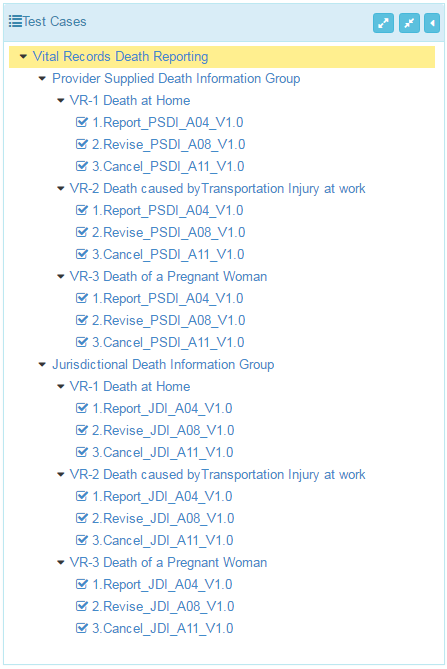 Test Cases
Vital Records Death Reporting
Provider Supplied Death Information Group
VR-1 Death at Home
1.Report_PSDI_A04_V1.0
2.Revise_PSDI_A08_V1.0
3.Cancel_PSDI_A11_V1.0
VR-2 Death caused byTransportation Injury at work
1.Report_PSDI_A04_V1.0
2.Revise_PSDI_A08_V1.0
3.Cancel_PSDI_A11_V1.0
VR-3 Death of a Pregnant Woman
1.Report_PSDI_A04_V1.0
2.Revise_PSDI_A08_V1.0
3.Cancel_PSDI_A11_V1.0
Jurisdictional Death Information Group
VR-1 Death at Home
1.Report_JDI_A04_V1.0
2.Revise_JDI_A08_V1.0
3.Cancel_JDI_A11_V1.0
VR-2 Death caused byTransportation Injury at work
1.Report_JDI_A04_V1.0
2.Revise_JDI_A08_V1.0
3.Cancel_JDI_A11_V1.0
VR-3 Death of a Pregnant Woman
1.Report_JDI_A04_V1.0
2.Revise_JDI_A08_V1.0
3.Cancel_JDI_A11_V1.0